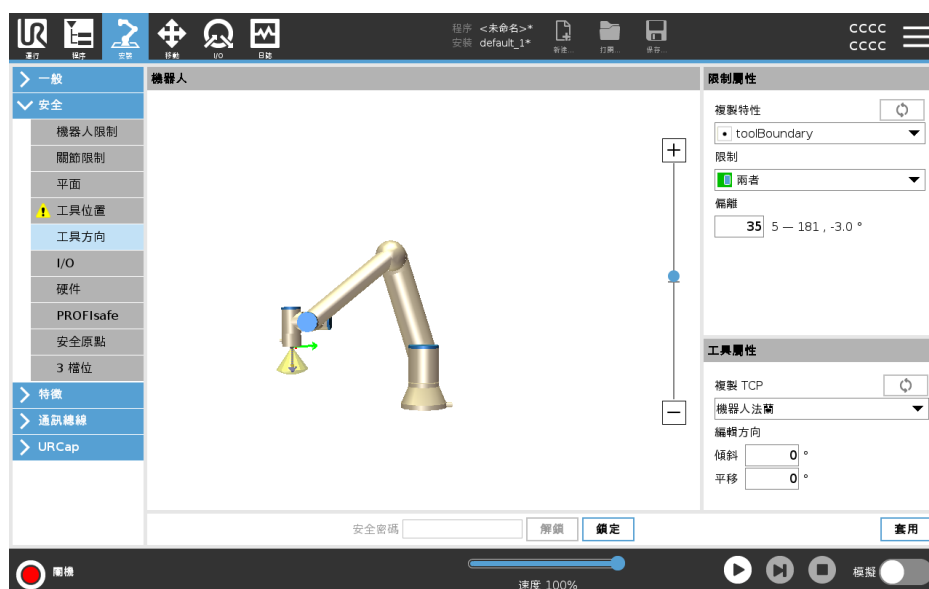 程序 <未命名>*
安裝 default_1*
運行
程序
安裝
移動
I/O
日誌
新建...
打開...
保存...
cccc
cccc
一般
安全
機器人限制
關節限制
平面
工具位置
工具方向
I/O
硬件
PROFIsafe
安全原點
3 檔位
特徵
通訊總線
URCap
機器人
限制屬性
複製特性
toolBoundary
限制
兩者
偏離
35 5 — 181 , -3.0 °
工具屬性
複製 TCP
機器人法蘭
編輯方向
傾斜 0 °
平移 0 °
安全密碼 解鎖 鎖定
套用
關機
速度 100%
模擬